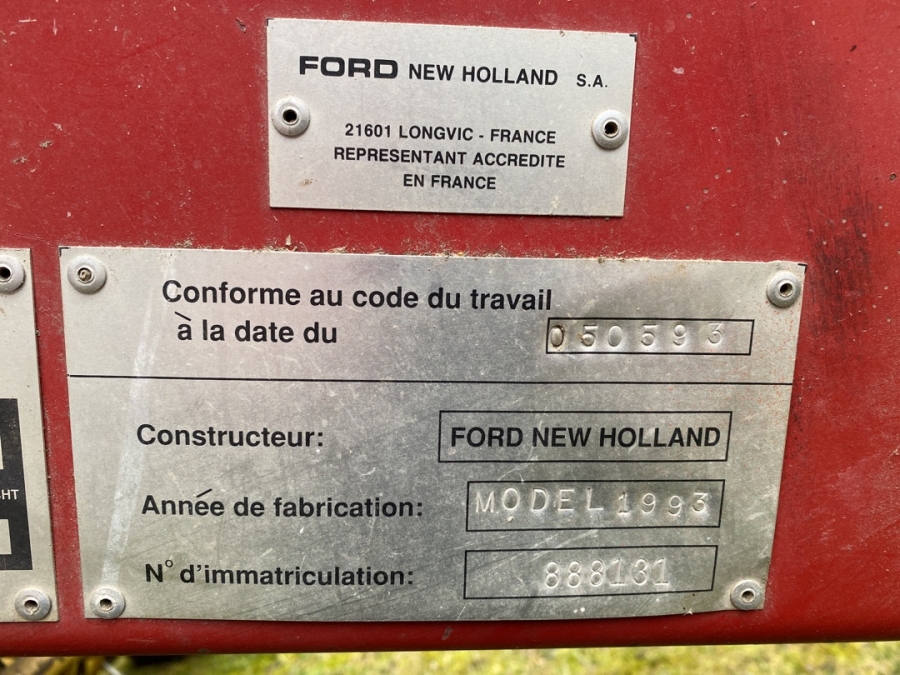 FORD NEW HOLLAND S.A.
21601 LONGVIC - FRANCE
REPRESENTANT ACCREDITE
EN FRANCE
Conforme au code du travail
à la date du 050593
Constructeur: FORD NEW HOLLAND
Année de fabrication: MODEL 1993
N° d'immatriculation: 888131
HT